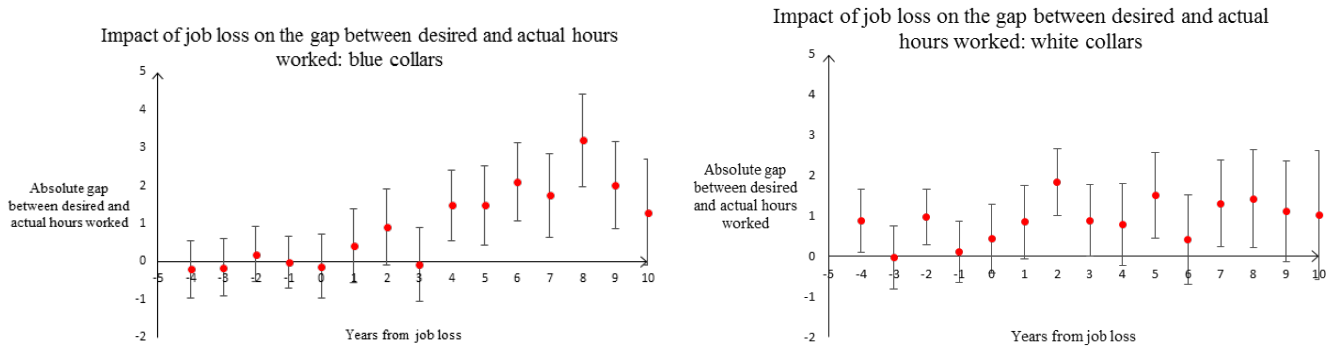 Impact of job loss on the gap between desired and actual hours
worked: blue collars
5
4
3
2
1
0
-1
-2
Absolute gap
between desired and
actual hours worked
-5 -4 -3 -2 -1 0 1 2 3 4 5 6 7 8 9 10
Years from job loss
Impact of job loss on the gap between desired and actual
hours worked: white collars
5
4
3
2
1
0
-1
-2
Absolute gap
between desired
and actual hours
worked
-5 -4 -3 -2 -1 0 1 2 3 4 5 6 7 8 9 10
Years from job loss